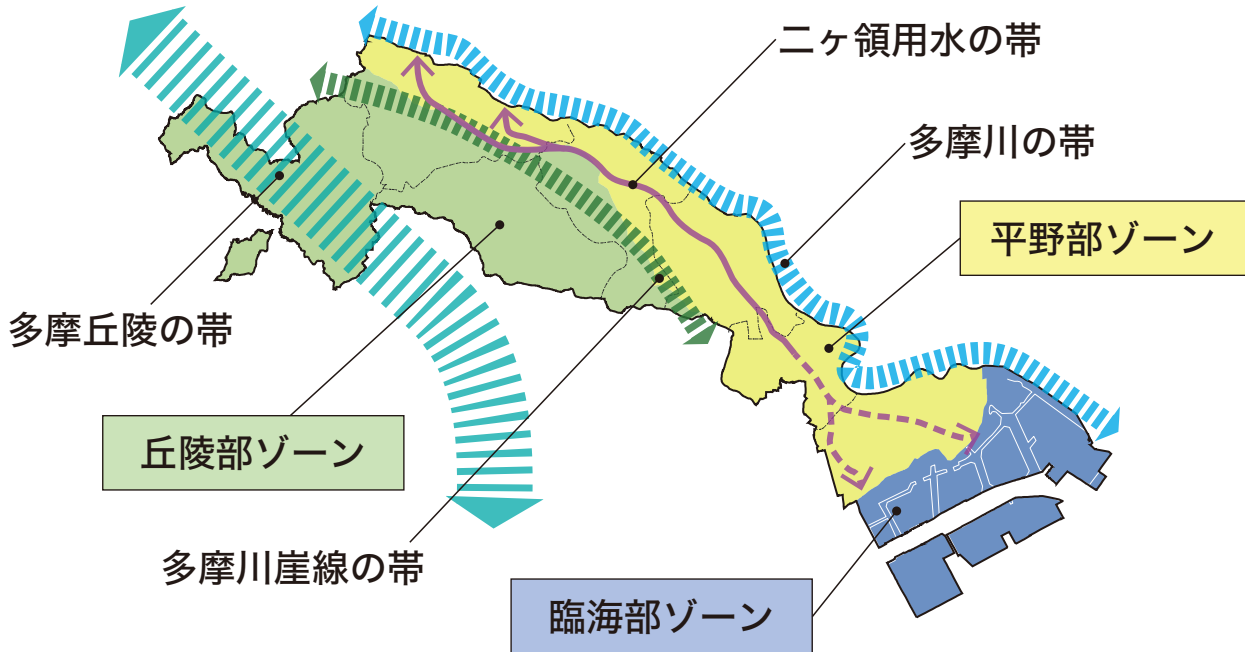 二ヶ領用水の帯
多摩川の帯
平野部ゾーン
多摩丘陵の帯
丘陵部ゾーン
多摩川崖線の帯
臨海部ゾーン